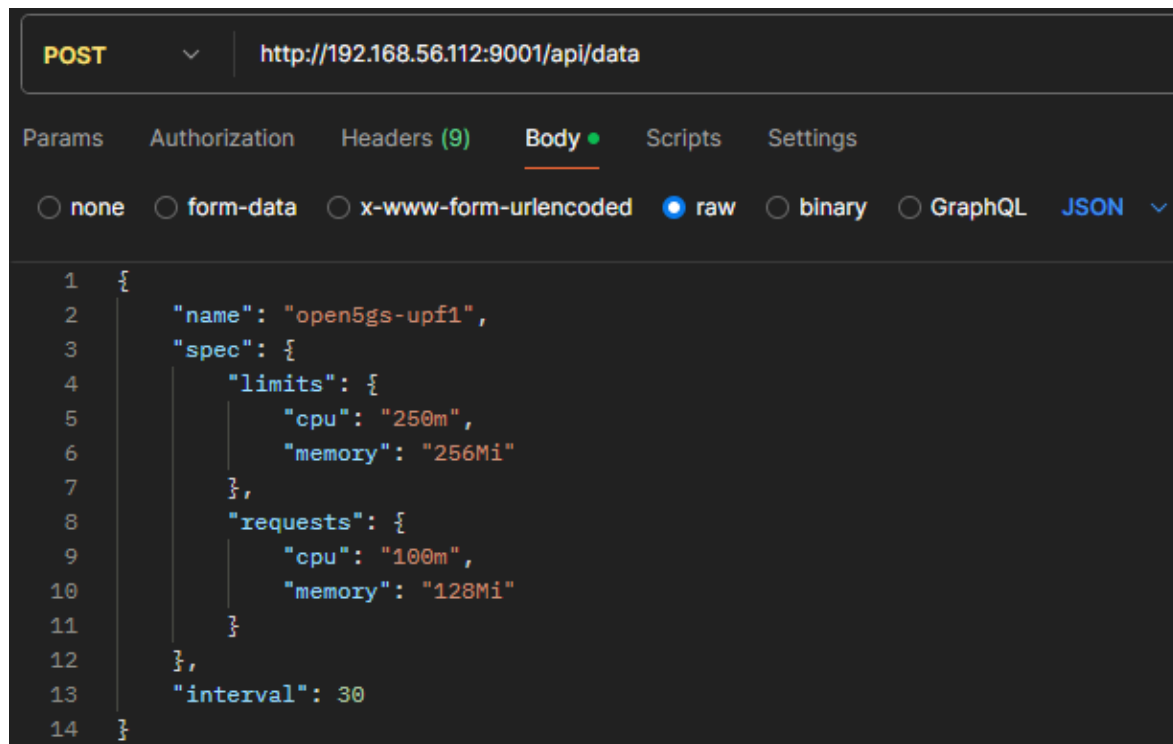 POST http://192.168.56.112:9001/api/data
Params Authorization Headers (9) Body Scripts Settings
none form-data x-www-form-urlencoded raw binary GraphQL JSON
1 {
2 "name": "open5gs-upf1",
3 "spec": {
4 "limits": {
5 "cpu": "250m",
6 "memory": "256Mi"
7 },
8 "requests": {
9 "cpu": "100m",
10 "memory": "128Mi"
11 }
12 },
13 "interval": 30
14 }